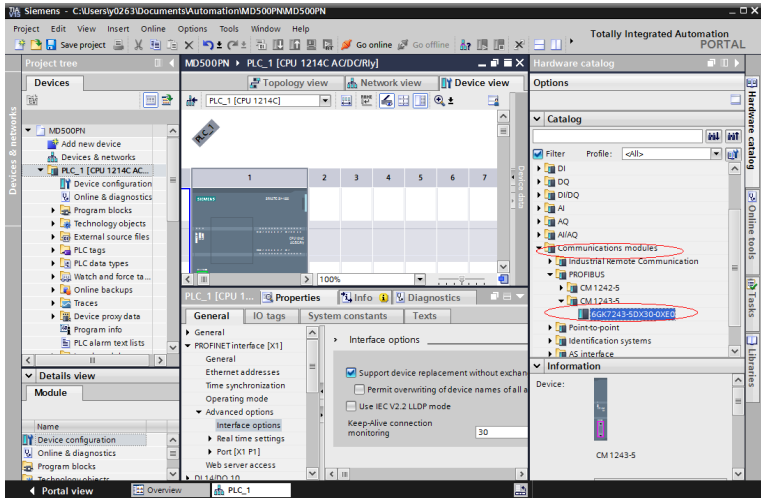 Siemens - C:\Users\y0263\Documents\Automation\MD500PN\MD500PN
Project Edit View Insert Online Options Tools Window Help
Totally Integrated Automation
PORTAL
Save project
Go online
Go offline
Project tree
Devices
Devices & networks
MD500PN
Add new device
Devices & networks
PLC_1 [CPU 1214C AC...
Device configuration
Online & diagnostics
Program blocks
Technology objects
External source files
PLC tags
PLC data types
Watch and force ta...
Online backups
Traces
Device proxy data
Program info
PLC alarm text lists
Details view
Module
Name
Device configuration
Online & diagnostics
Program blocks
Technology objects
MD500PN PLC_1 [CPU 1214C AC/DC/Rly]
Topology view
Network view
Device view
PLC_1 [CPU 1214C]
PLC_1
1 2 3 4 5 6 7
SIEMENS
Device data
100%
PLC_1 [CPU 1...
Properties
Info
Diagnostics
General
IO tags
System constants
Texts
General
PROFINET interface [X1]
General
Ethernet addresses
Time synchronization
Operating mode
Advanced options
Interface options
Real time settings
Port [X1 P1]
Web server access
DI 14/DQ 10
Interface options
Support device replacement without exchan
Permit overwriting of device names of all a
Use IEC V2.2 LLDP mode
Keep-Alive connection
monitoring
30
Hardware catalog
Options
Catalog
Filter
Profile:
<All>
DI
DQ
DI/DQ
AI
AQ
AI/AQ
Communications modules
Industrial Remote Communication
PROFIBUS
CM 1242-5
CM 1243-5
6GK7243-5DX30-0XE0
Point-to-point
Identification systems
AS interface
Information
Device:
CM 1243-5
Hardware catalog
Online tools
Tasks
Libraries
Portal view
Overview
PLC_1